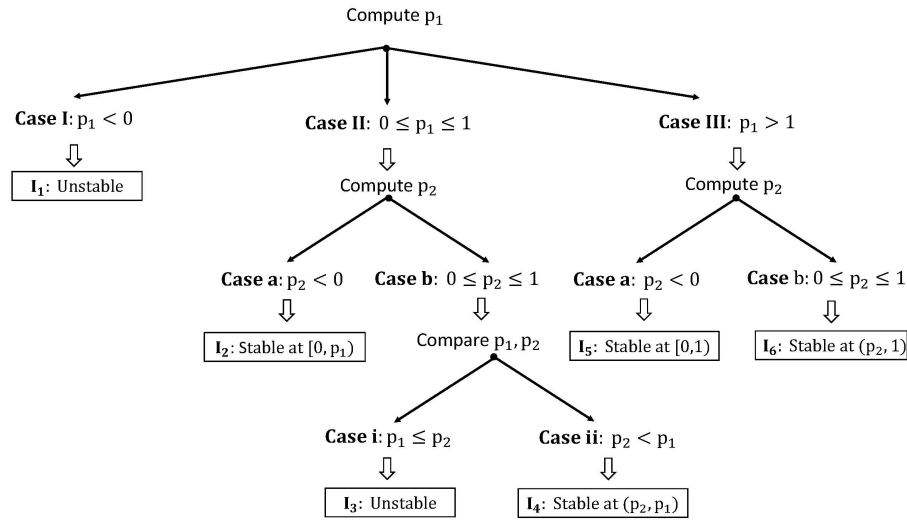 Compute p₁
Case I: p₁ < 0
Case II: 0 ≤ p₁ ≤ 1
Case III: p₁ > 1
I₁: Unstable
Compute p₂
Compute p₂
Case a: p₂ < 0
Case b: 0 ≤ p₂ ≤ 1
Case a: p₂ < 0
Case b: 0 ≤ p₂ ≤ 1
I₂: Stable at [0, p₁)
Compare p₁, p₂
I₅: Stable at [0,1)
I₆: Stable at (p₂, 1)
Case i: p₁ ≤ p₂
Case ii: p₂ < p₁
I₃: Unstable
I₄: Stable at (p₂, p₁)